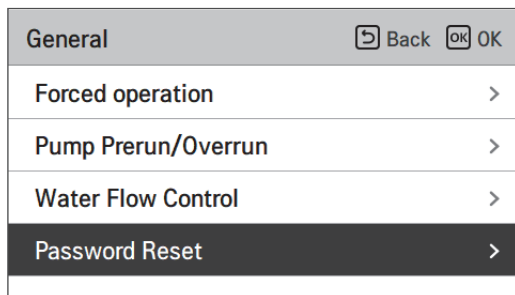 General Back OK OK
Forced operation
Pump Prerun/Overrun
Water Flow Control
Password Reset